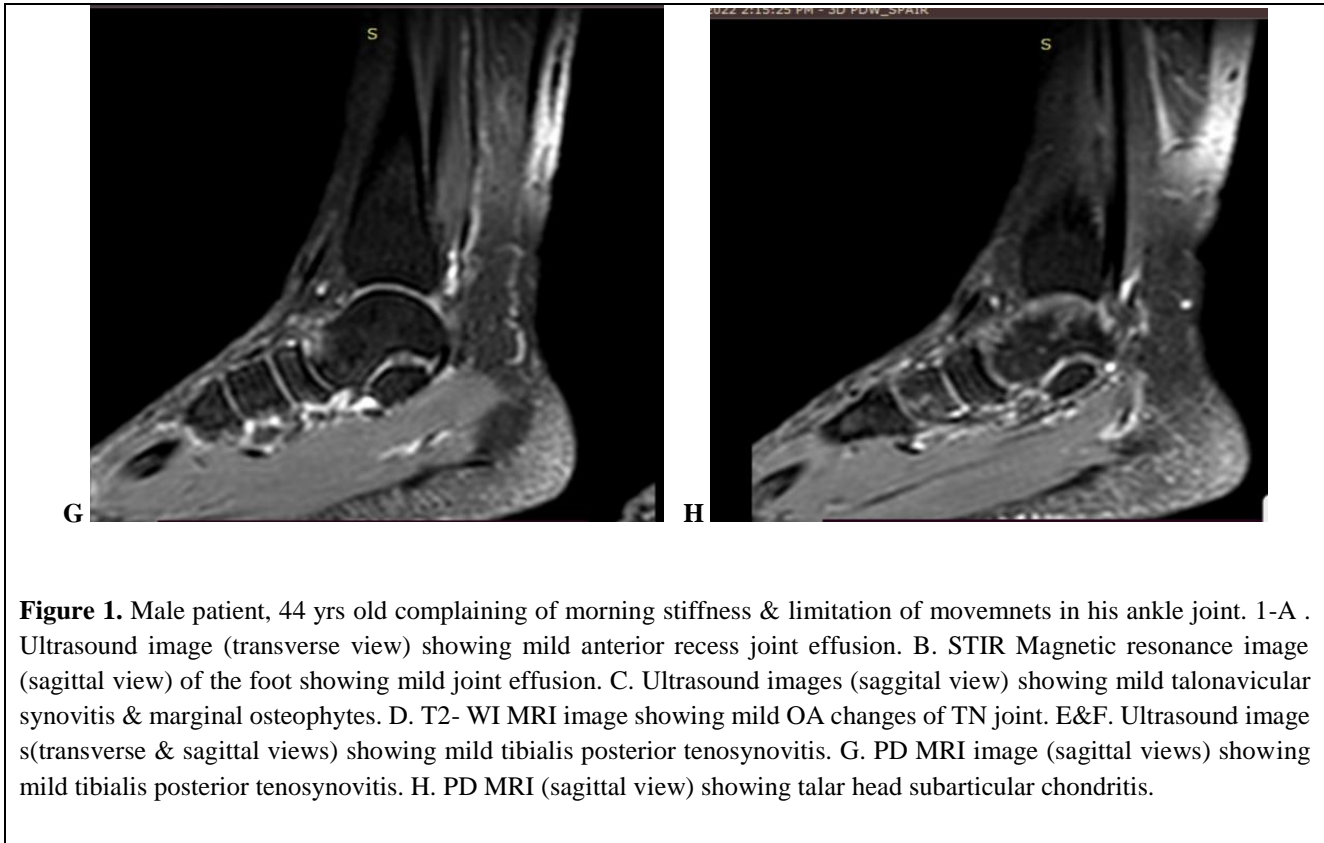 S
2022 2:15:25 PM - 3D PDW_SPAIR
S
G
H
Figure 1. Male patient, 44 yrs old complaining of morning stiffness & limitation of movemnets in his ankle joint. 1-A .
Ultrasound image (transverse view) showing mild anterior recess joint effusion. B. STIR Magnetic resonance image
(sagittal view) of the foot showing mild joint effusion. C. Ultrasound images (saggital view) showing mild talonavicular
synovitis & marginal osteophytes. D. T2- WI MRI image showing mild OA changes of TN joint. E&F. Ultrasound image
s(transverse & sagittal views) showing mild tibialis posterior tenosynovitis. G. PD MRI image (sagittal views) showing
mild tibialis posterior tenosynovitis. H. PD MRI (sagittal view) showing talar head subarticular chondritis.